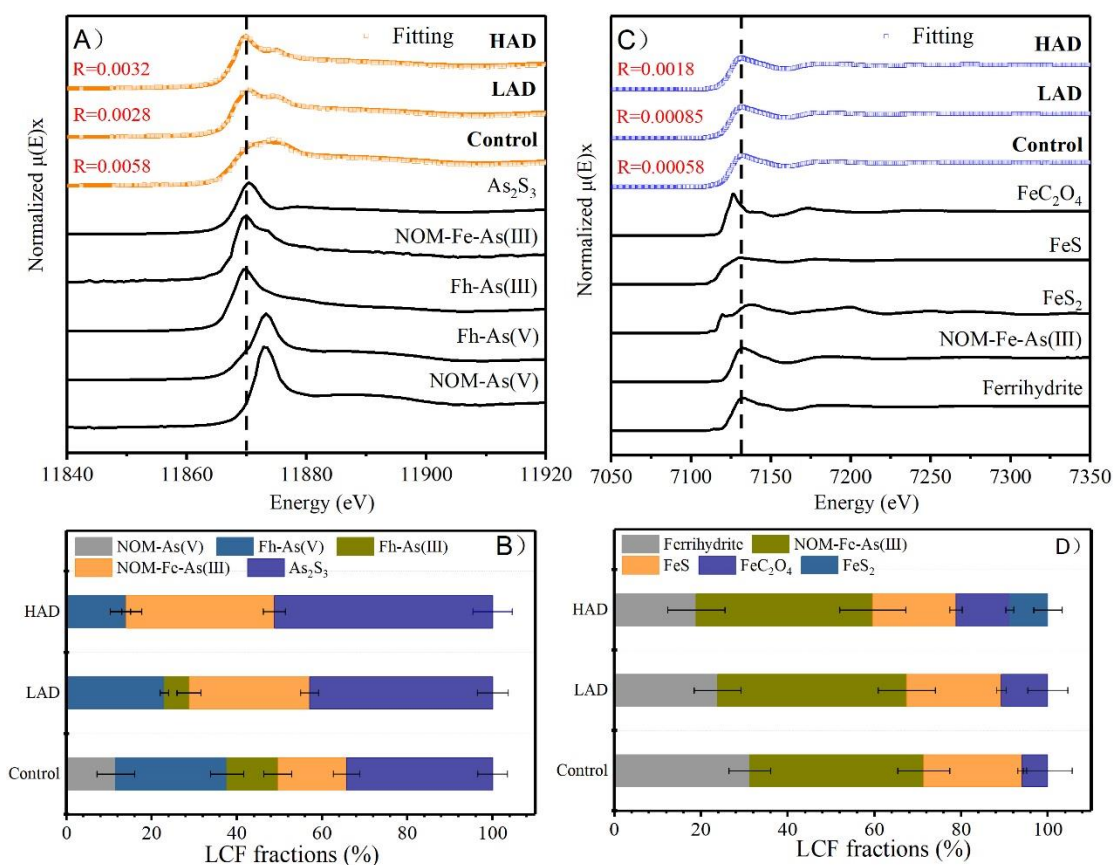 A)
Fitting
HAD
R=0.0032
LAD
R=0.0028
Control
R=0.0058
As₂S₃
NOM-Fe-As(III)
Fh-As(III)
Fh-As(V)
NOM-As(V)
Normalized μ(E)x
11840 11860 11880 11900 11920
Energy (eV)
C)
Fitting
HAD
R=0.0018
LAD
R=0.00085
Control
R=0.00058
FeC₂O₄
FeS
FeS₂
NOM-Fe-As(III)
Ferrihydrite
Normalized μ(E)x
7050 7100 7150 7200 7250 7300 7350
Energy (eV)
B)
NOM-As(V) Fh-As(V) Fh-As(III)
NOM-Fe-As(III) As₂S₃
HAD
LAD
Control
0 20 40 60 80 100
LCF fractions (%)
D)
Ferrihydrite NOM-Fe-As(III)
FeS FeC₂O₄ FeS₂
HAD
LAD
Control
0 20 40 60 80 100
LCF fractions (%)